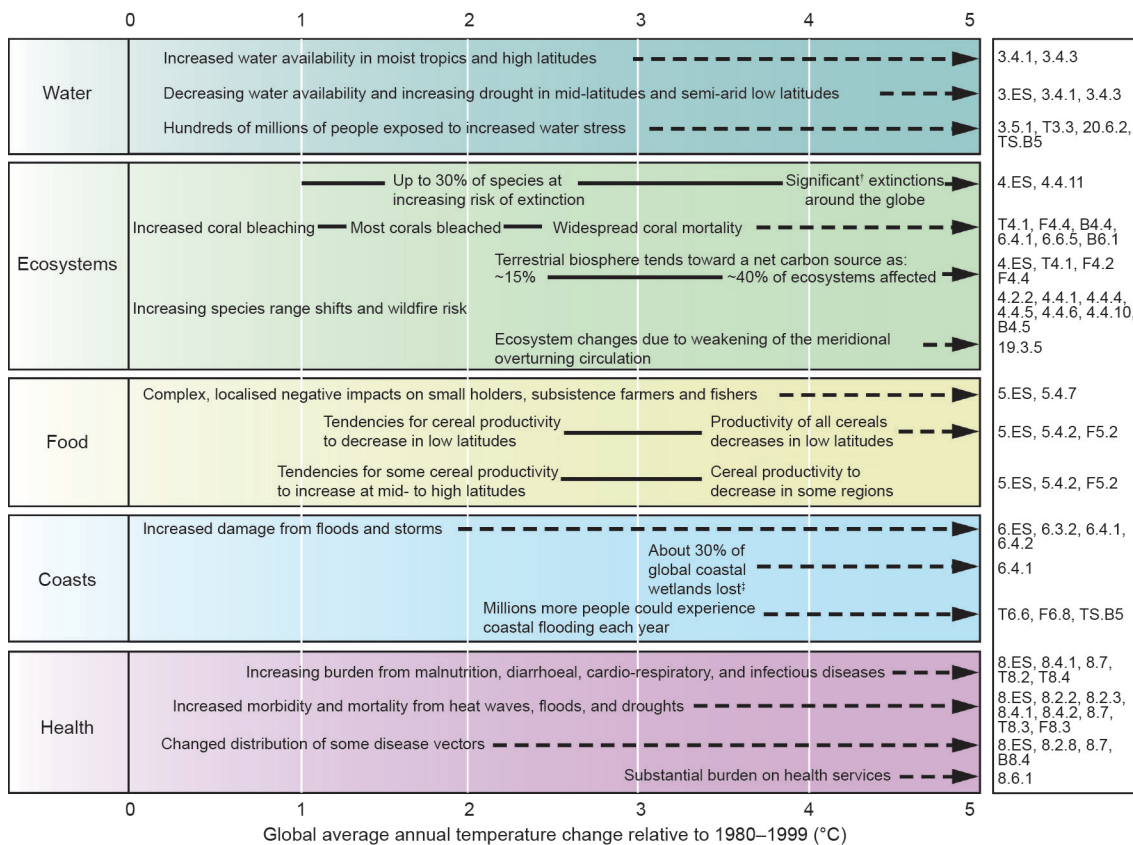 0 1 2 3 4 5
Water
Increased water availability in moist tropics and high latitudes
3.4.1, 3.4.3
Decreasing water availability and increasing drought in mid-latitudes and semi-arid low latitudes
3.ES, 3.4.1, 3.4.3
Hundreds of millions of people exposed to increased water stress
3.5.1, T3.3, 20.6.2,
TS.B5
Ecosystems
Up to 30% of species at
increasing risk of extinction
Significant† extinctions
around the globe
4.ES, 4.4.11
Increased coral bleaching
Most corals bleached
Widespread coral mortality
T4.1, F4.4, B4.4,
6.4.1, 6.6.5, B6.1
Terrestrial biosphere tends toward a net carbon source as:
~15%
~40% of ecosystems affected
4.ES, T4.1, F4.2
F4.4
Increasing species range shifts and wildfire risk
4.2.2, 4.4.1, 4.4.4,
4.4.5, 4.4.6, 4.4.10,
B4.5
Ecosystem changes due to weakening of the meridional
overturning circulation
19.3.5
Food
Complex, localised negative impacts on small holders, subsistence farmers and fishers
5.ES, 5.4.7
Tendencies for cereal productivity
to decrease in low latitudes
Productivity of all cereals
decreases in low latitudes
5.ES, 5.4.2, F5.2
Tendencies for some cereal productivity
to increase at mid- to high latitudes
Cereal productivity to
decrease in some regions
5.ES, 5.4.2, F5.2
Coasts
Increased damage from floods and storms
6.ES, 6.3.2, 6.4.1,
6.4.2
About 30% of
global coastal
wetlands lost‡
6.4.1
Millions more people could experience
coastal flooding each year
T6.6, F6.8, TS.B5
Health
Increasing burden from malnutrition, diarrhoeal, cardio-respiratory, and infectious diseases
8.ES, 8.4.1, 8.7,
T8.2, T8.4
Increased morbidity and mortality from heat waves, floods, and droughts
8.ES, 8.2.2, 8.2.3,
8.4.1, 8.4.2, 8.7,
T8.3, F8.3
Changed distribution of some disease vectors
8.ES, 8.2.8, 8.7,
B8.4
Substantial burden on health services
8.6.1
0 1 2 3 4 5
Global average annual temperature change relative to 1980–1999 (°C)